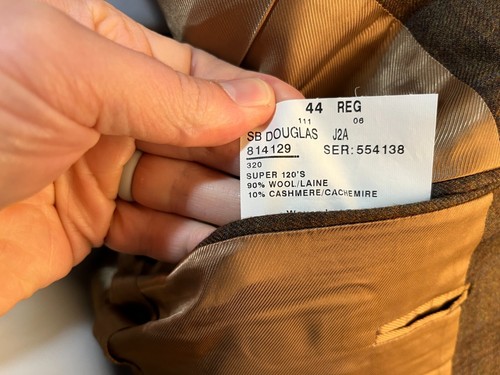 44 REG
111 06
SB DOUGLAS J2A
814129 SER: 554138
320
SUPER 120'S
90% WOOL/LAINE
10% CASHMERE/CACHEMIRE